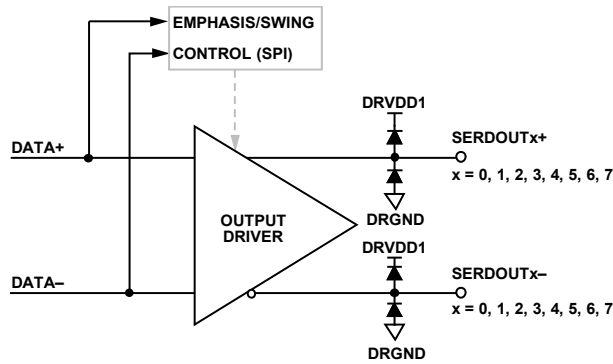 EMPHASIS/SWING
CONTROL (SPI)
DATA+
DRVDD1
SERDOUTx+
x = 0, 1, 2, 3, 4, 5, 6, 7
DRGND
OUTPUT
DRIVER
DRVDD1
DATA–
SERDOUTx–
x = 0, 1, 2, 3, 4, 5, 6, 7
DRGND